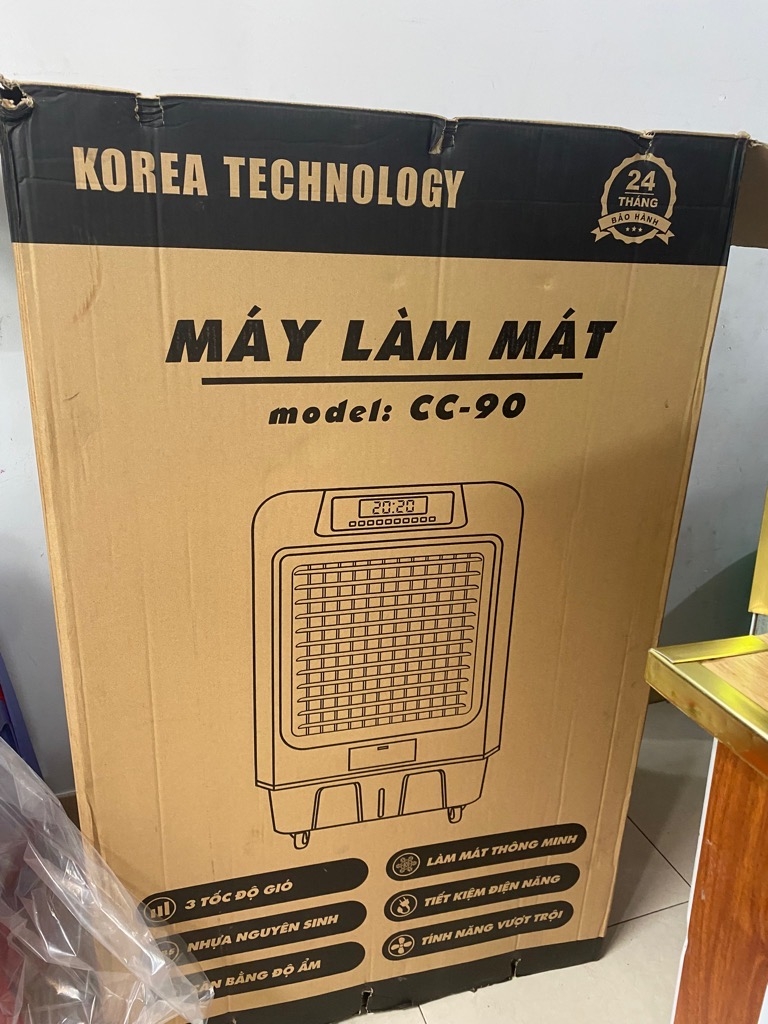 KOREA TECHNOLOGY
24
THÁNG
BẢO HÀNH
MÁY LÀM MÁT
model: CC-90
20:20
3 TỐC ĐỘ GIÓ
NHỰA NGUYÊN SINH
BẰNG ĐỘ ẨM
LÀM MÁT THÔNG MINH
TIẾT KIỆM ĐIỆN NĂNG
TÍNH NĂNG VƯỢT TRỘI